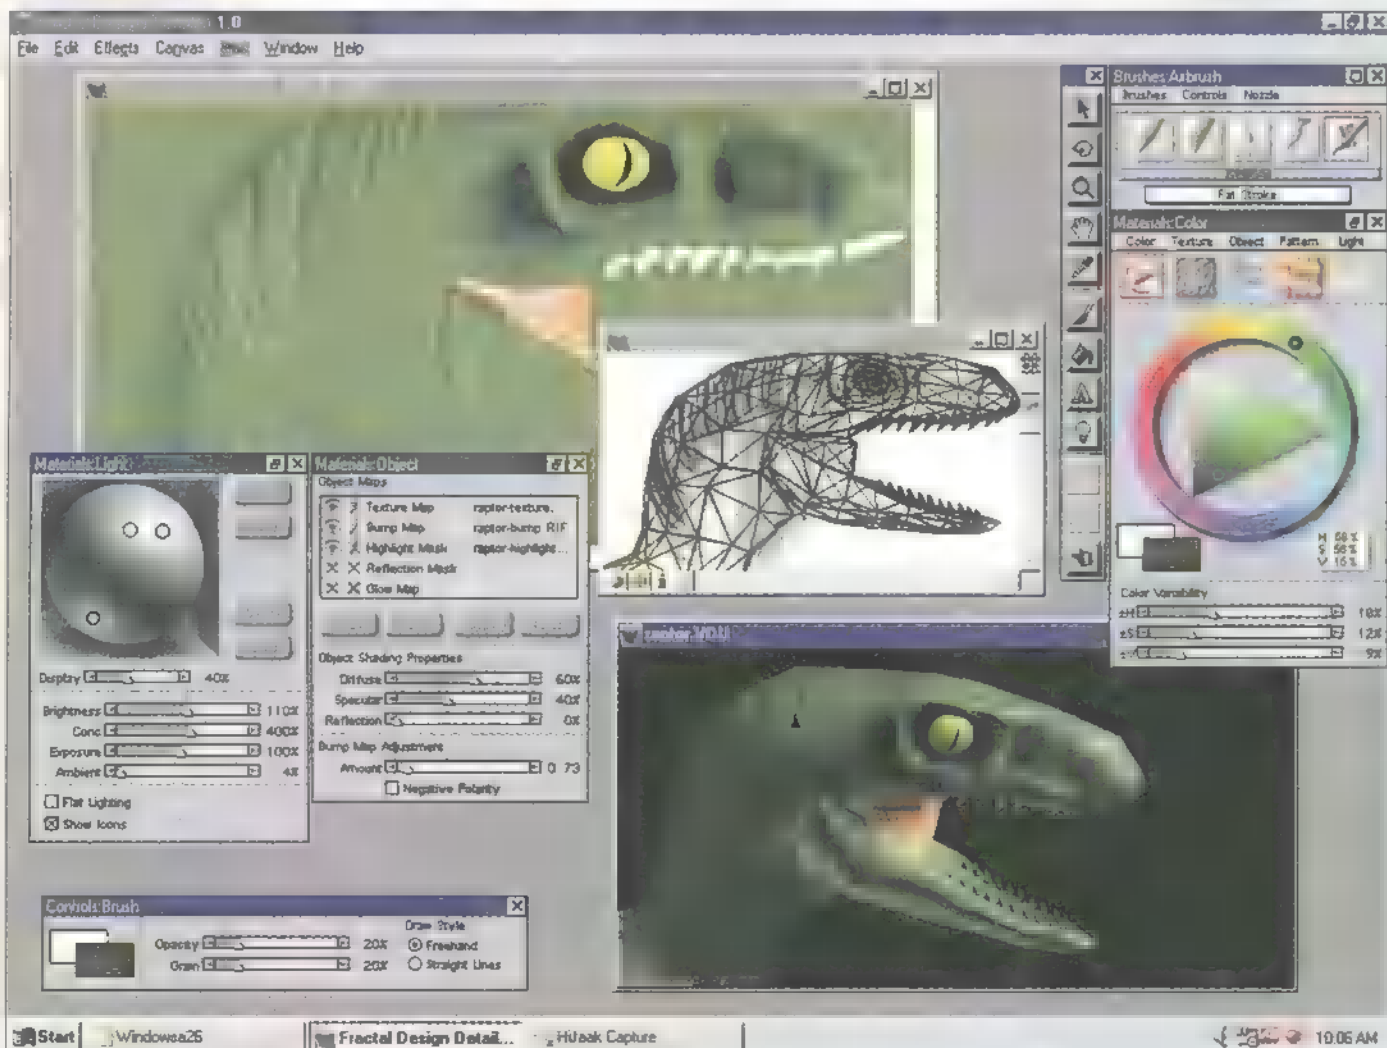 1.0
File Edit Effects Canvas Window Help
Brushes:Airbrush
Brushes Controls Nozzle
Fat Stroke
Materials:Color
Color Texture Object Pattern Light
H 68%
S 56%
V 15%
Color Variability
±H 10%
±S 12%
±V 9%
Materials:Light
Display 40%
Brightness 110%
Conc 400%
Exposure 100%
Ambient 4%
Flat Lighting
Show Icons
Materials:Object
Object Maps
Texture Map raptor-texture.
Bump Map raptor-bump RIF
Highlight Mask raptor-highlight...
Reflection Mask
Glow Map
Object Shading Properties
Diffuse 60%
Specular 40%
Reflection 0%
Bump Map Adjustment
Amount 0 73
Negative Polarity
Controls:Brush
Opacity 20%
Grain 20%
Draw Style
Freehand
Straight Lines
Start Windowsa26 Fractal Design Detail... HiJaak Capture 10:06 AM